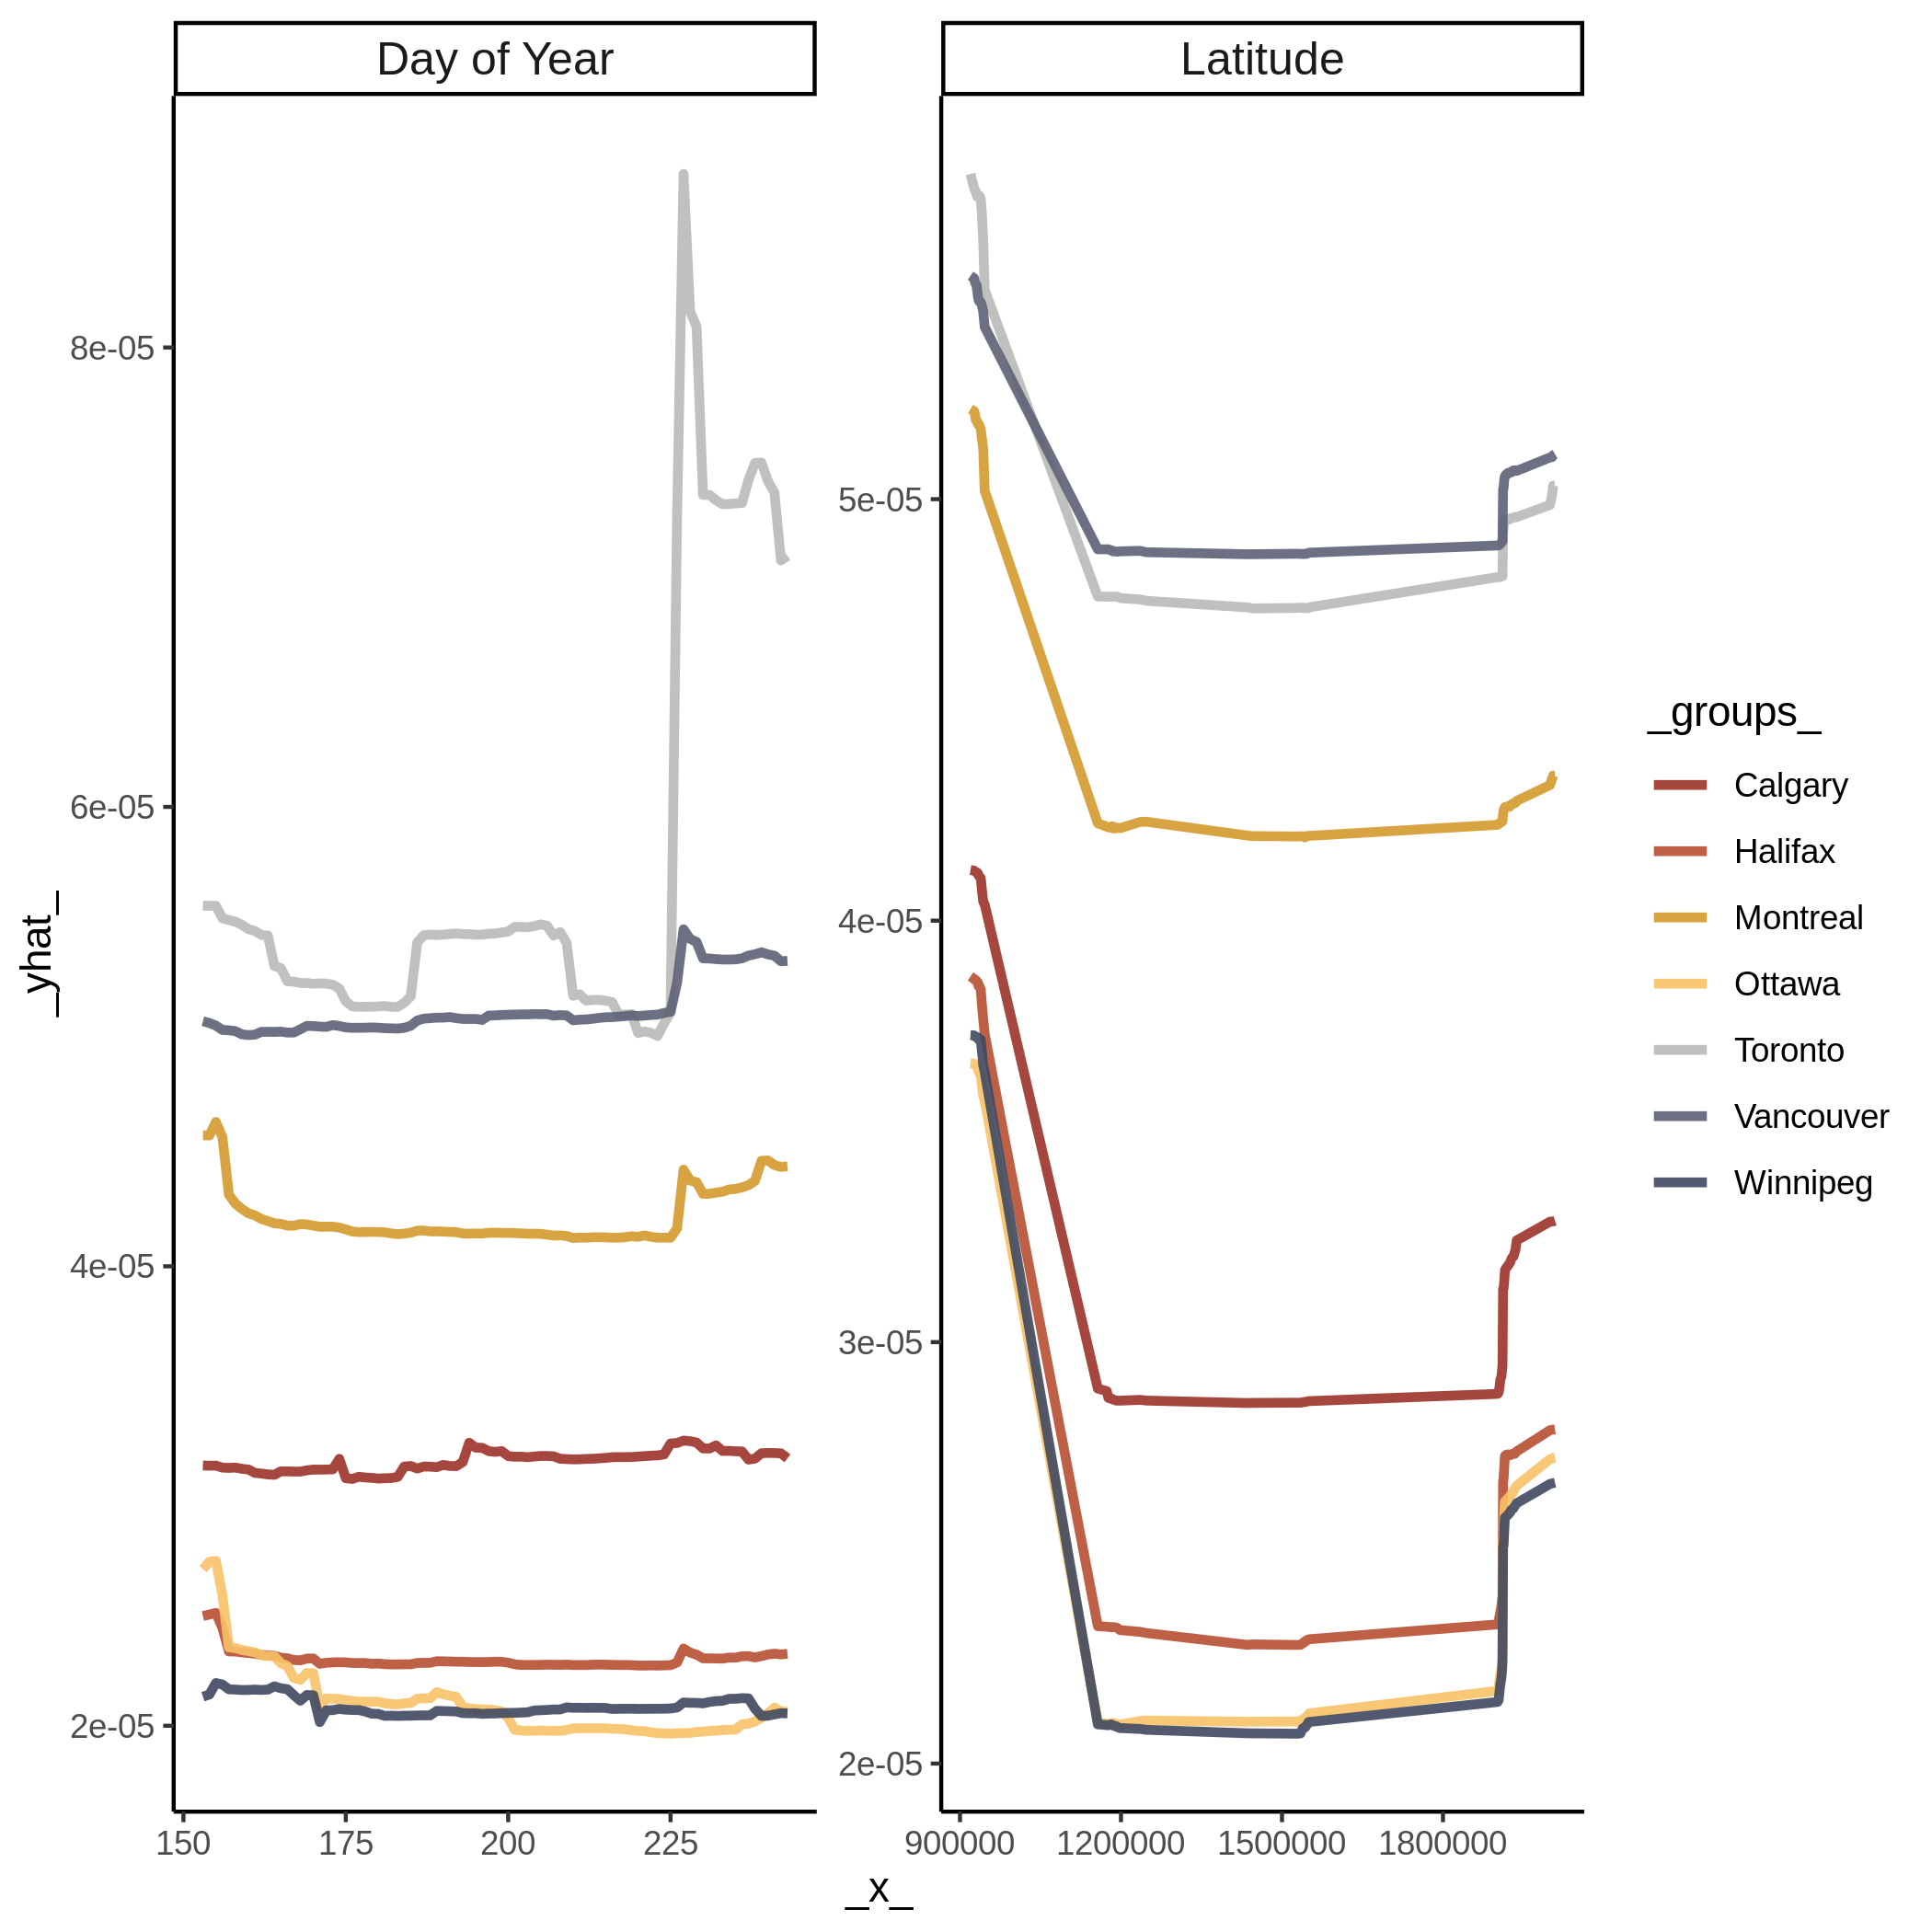 Day of Year
Latitude
8e-05
6e-05
4e-05
2e-05
_yhat_
5e-05
4e-05
3e-05
2e-05
150 175 200 225
900000 1200000 1500000 1800000
_x_
_groups_
Calgary
Halifax
Montreal
Ottawa
Toronto
Vancouver
Winnipeg